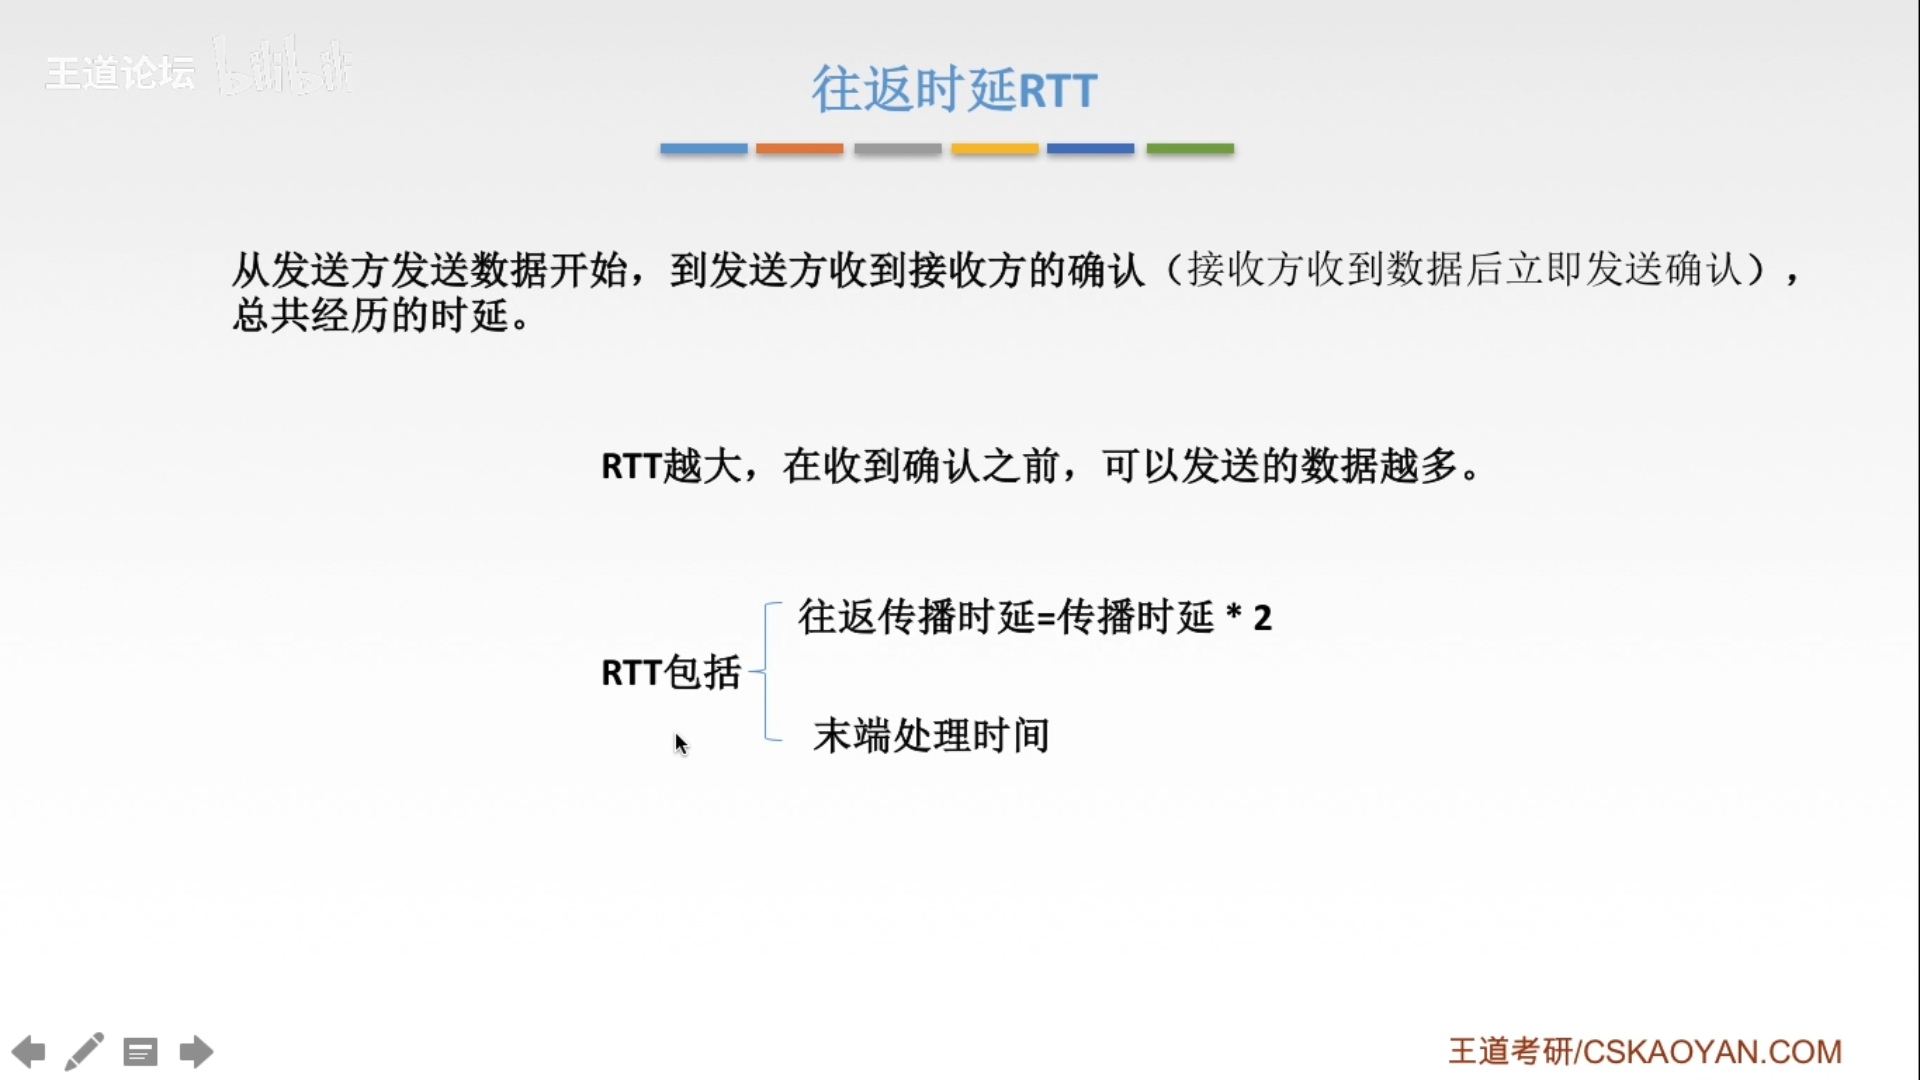 王道论坛 bilibili
往返时延RTT
从发送方发送数据开始，到发送方收到接收方的确认（接收方收到数据后立即发送确认），
总共经历的时延。
RTT越大，在收到确认之前，可以发送的数据越多。
往返传播时延=传播时延 * 2
RTT包括
末端处理时间
王道考研/CSKAOYAN.COM